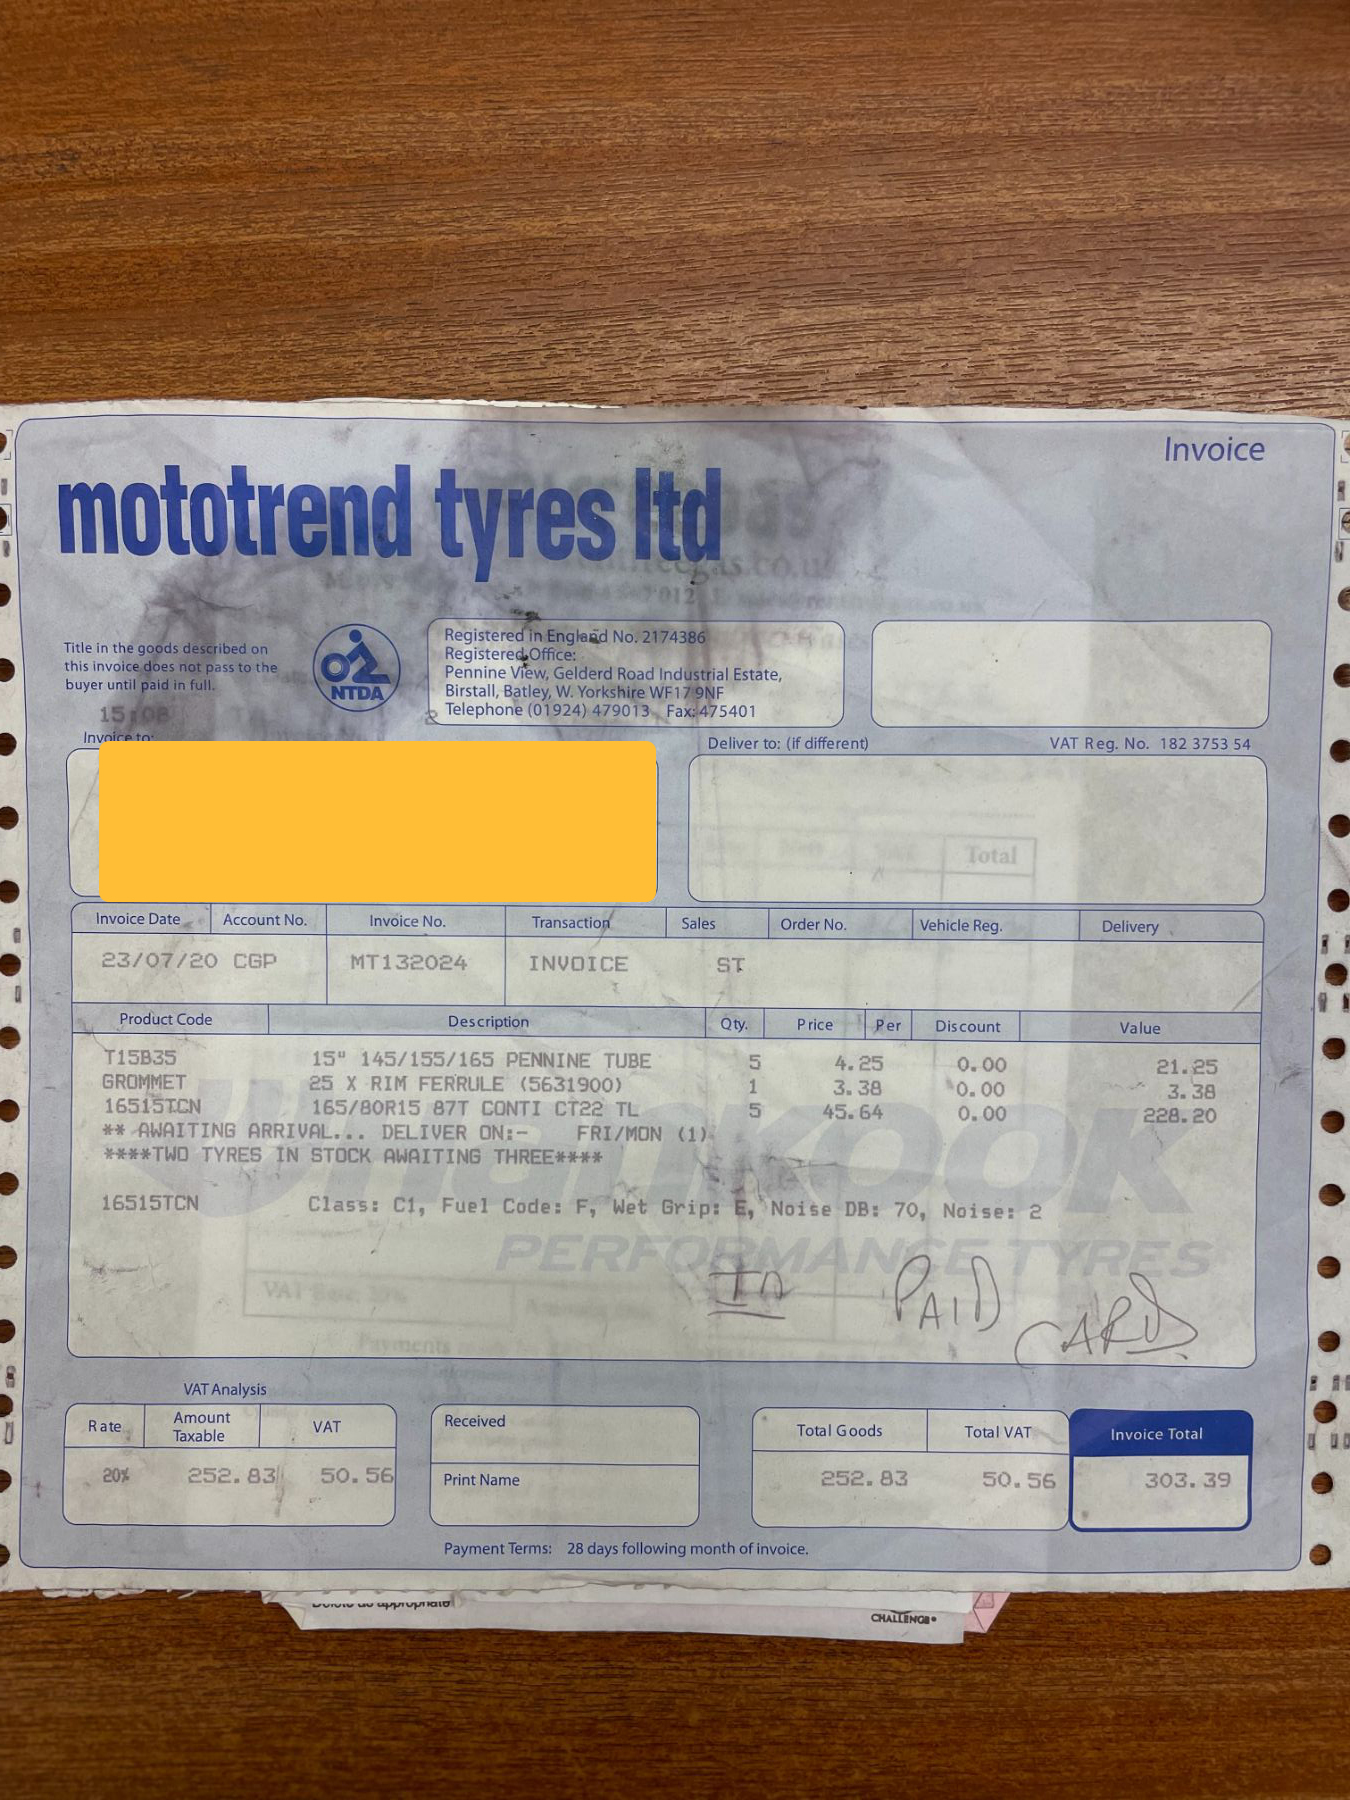 Invoice
mototrend tyres ltd
Title in the goods described on
this invoice does not pass to the
buyer until paid in full.
NTDA
Registered in England No. 2174386
Registered Office:
Pennine View, Gelderd Road Industrial Estate,
Birstall, Batley, W. Yorkshire WF17 9NF
Telephone (01924) 479013 Fax: 475401
15:08
Invoice to:
Deliver to: (if different)
VAT Reg. No. 182 3753 54
Total
Invoice Date Account No. Invoice No. Transaction Sales Order No. Vehicle Reg. Delivery
23/07/20 CGP MT132024 INVOICE ST
Product Code Description Qty. Price Per Discount Value
T15B35 15" 145/155/165 PENNINE TUBE 5 4.25 0.00 21.25
GROMMET 25 X RIM FERRULE (5631900) 1 3.38 0.00 3.38
16515TCN 165/80R15 87T CONTI CT22 TL 5 45.64 0.00 228.20
** AWAITING ARRIVAL... DELIVER ON:- FRI/MON (1)
****TWO TYRES IN STOCK AWAITING THREE****
16515TCN Class: C1, Fuel Code: F, Wet Grip: E, Noise DB: 70, Noise: 2
Hankook
PERFORMANCE TYRES
PAID
CARD
VAT Analysis
Rate Amount Taxable VAT
20% 252.83 50.56
Received
Print Name
Total Goods Total VAT Invoice Total
252.83 50.56 303.39
Payment Terms: 28 days following month of invoice.
Delete as appropriate
CHALLENGE